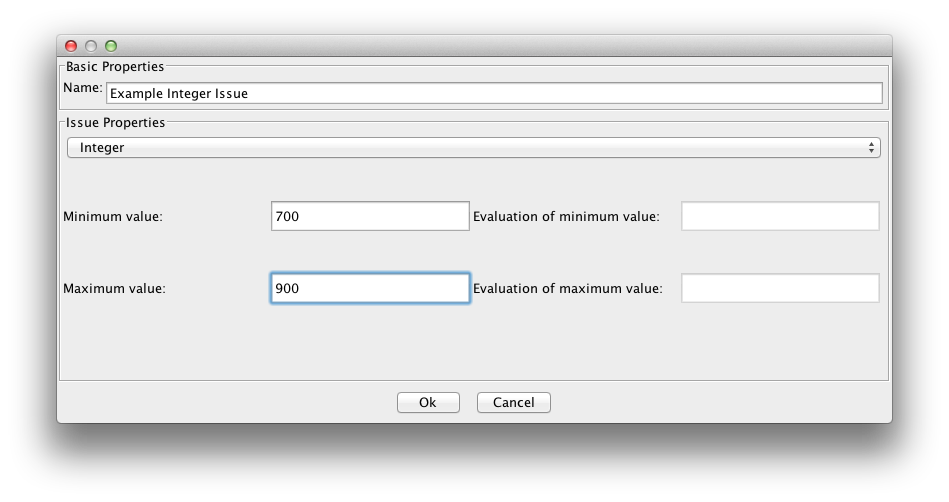 Basic Properties
Name: Example Integer Issue
Issue Properties
Integer
Minimum value: 700 Evaluation of minimum value:
Maximum value: 900 Evaluation of maximum value:
Ok Cancel